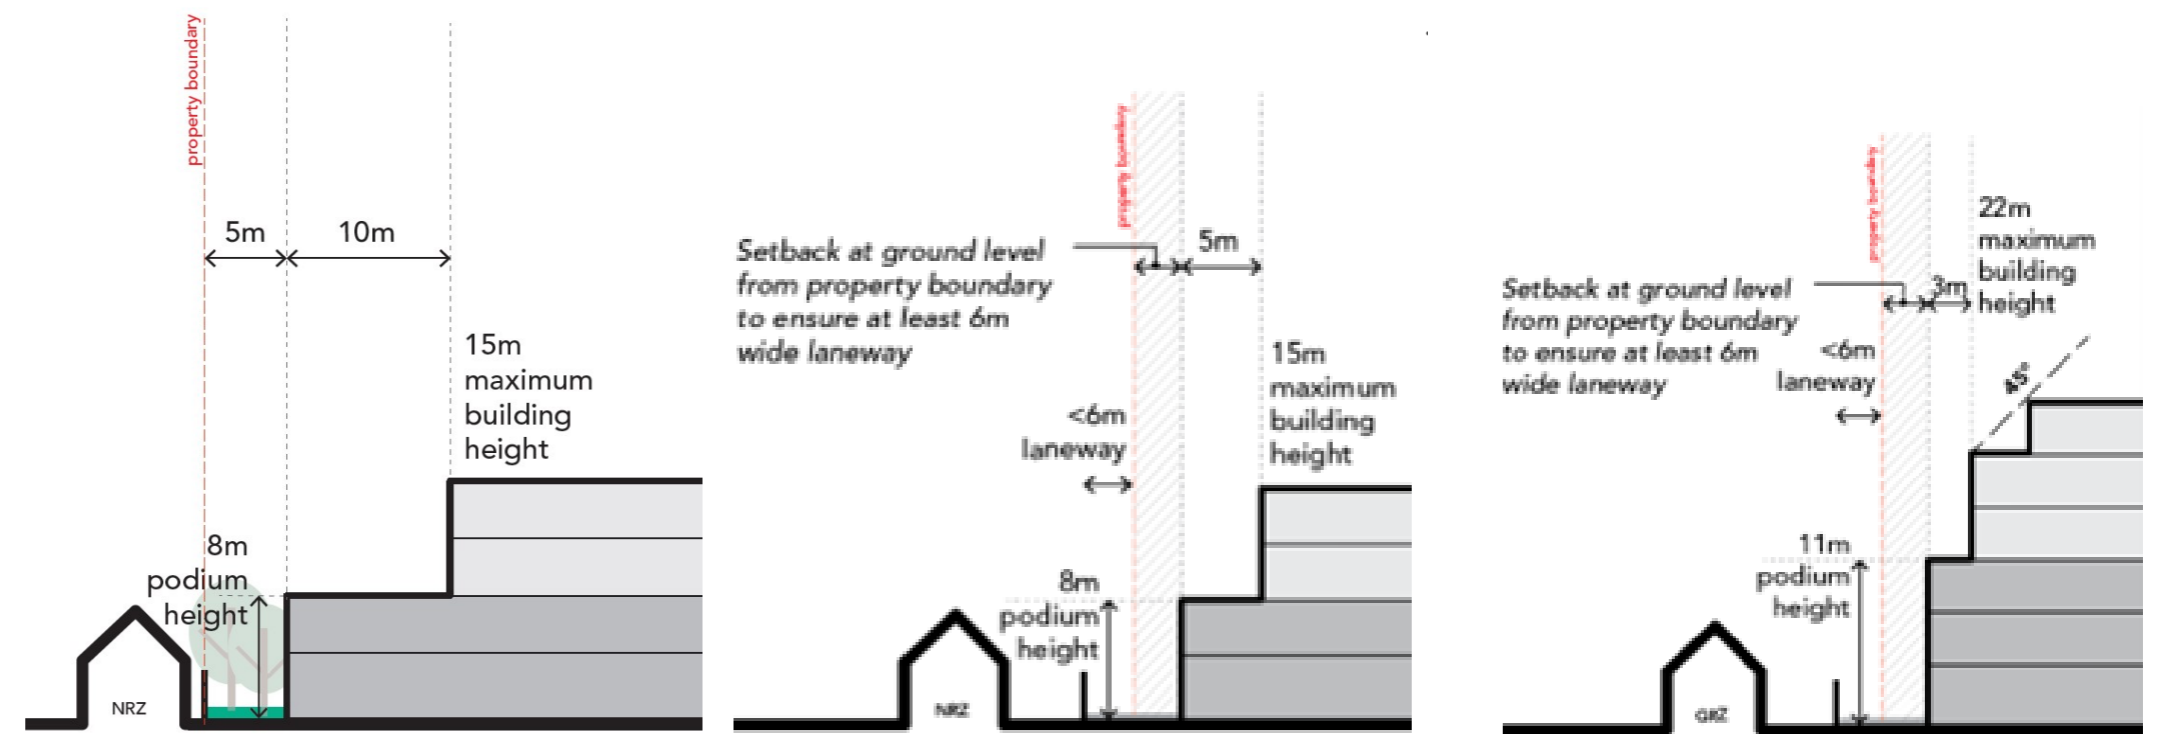 property boundary
5m
10m
15m
maximum
building
height
8m
podium
height
NRZ
property boundary
Setback at ground level
from property boundary
to ensure at least 6m
wide laneway
5m
<6m
laneway
15m
maximum
building
height
8m
podium
height
NRZ
property boundary
Setback at ground level
from property boundary
to ensure at least 6m
wide laneway
3m
22m
maximum
building
height
<6m
laneway
45°
11m
podium
height
GRZ